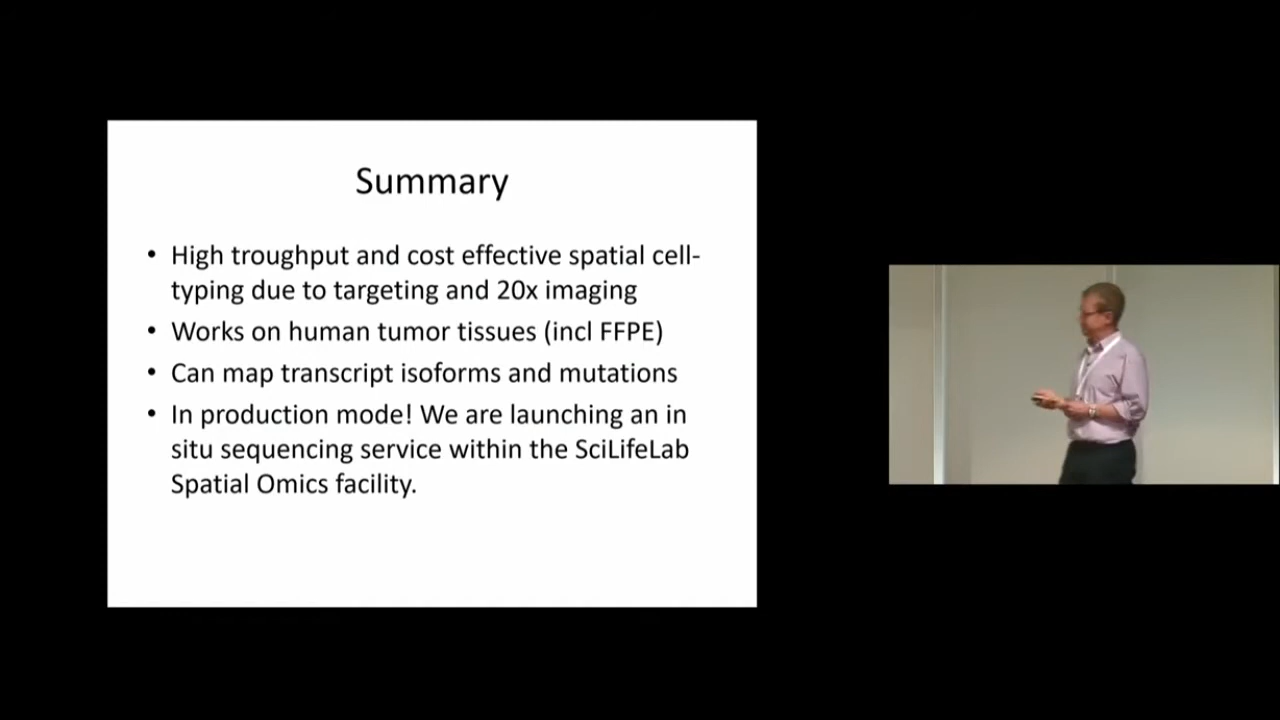 Summary
• High troughput and cost effective spatial cell-
typing due to targeting and 20x imaging
• Works on human tumor tissues (incl FFPE)
• Can map transcript isoforms and mutations
• In production mode! We are launching an in
situ sequencing service within the SciLifeLab
Spatial Omics facility.